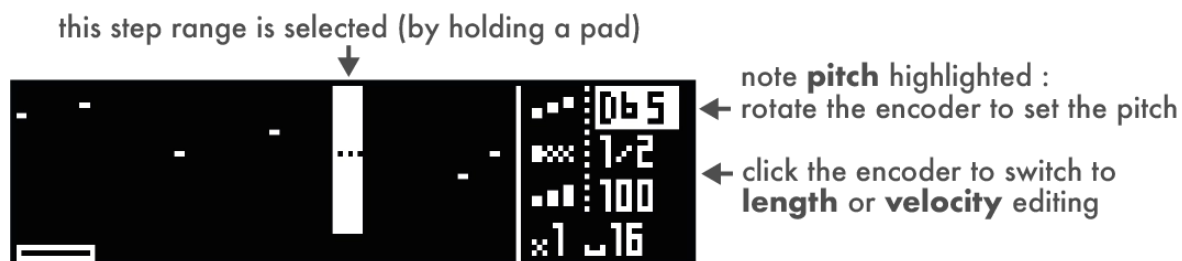 this step range is selected (by holding a pad)
note pitch highlighted :
rotate the encoder to set the pitch
click the encoder to switch to
length or velocity editing
Db 5
1/2
100
x1 16